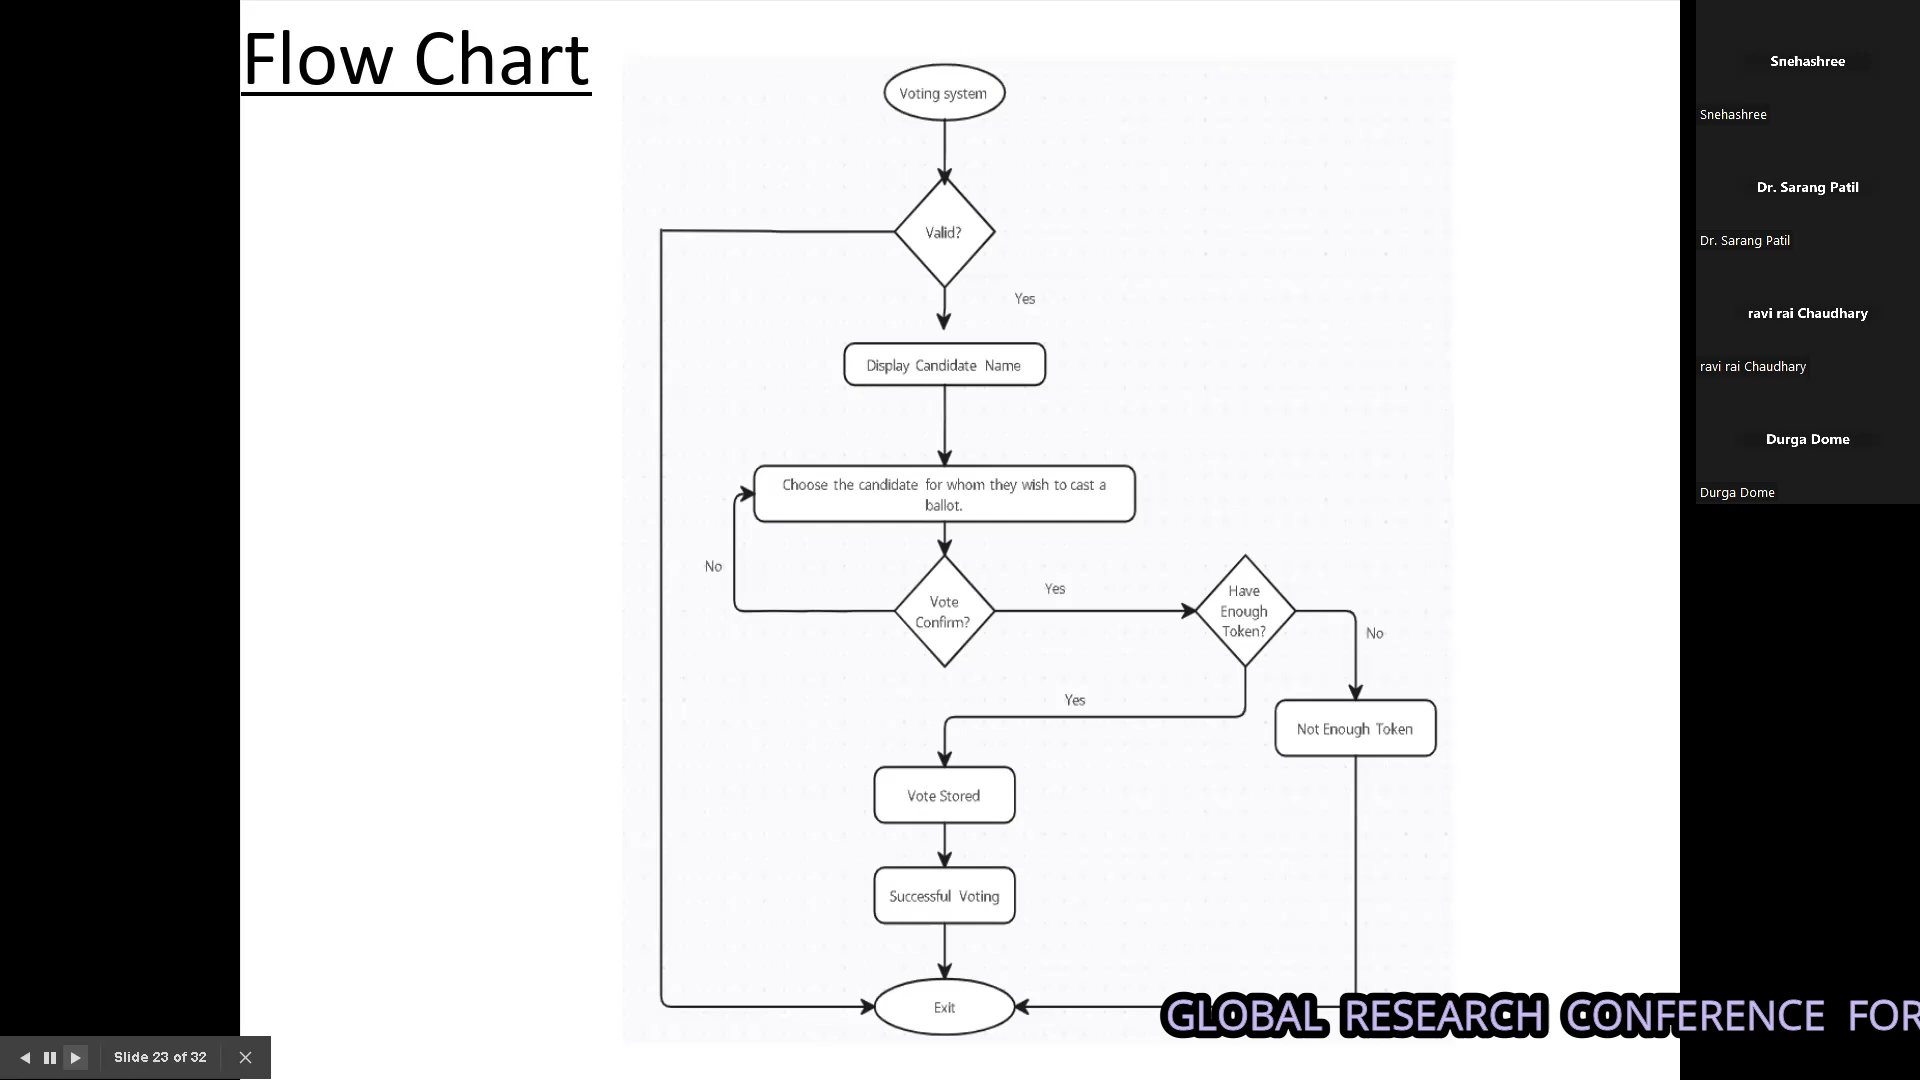 Flow Chart
Voting system
Valid?
Yes
Display Candidate Name
Choose the candidate for whom they wish to cast a
ballot.
No
Vote
Confirm?
Yes
Have
Enough
Token?
No
Yes
Not Enough Token
Vote Stored
Successful Voting
Exit
GLOBAL RESEARCH CONFERENCE FOR
Slide 23 of 32
Snehashree
Snehashree
Dr. Sarang Patil
Dr. Sarang Patil
ravi rai Chaudhary
ravi rai Chaudhary
Durga Dome
Durga Dome